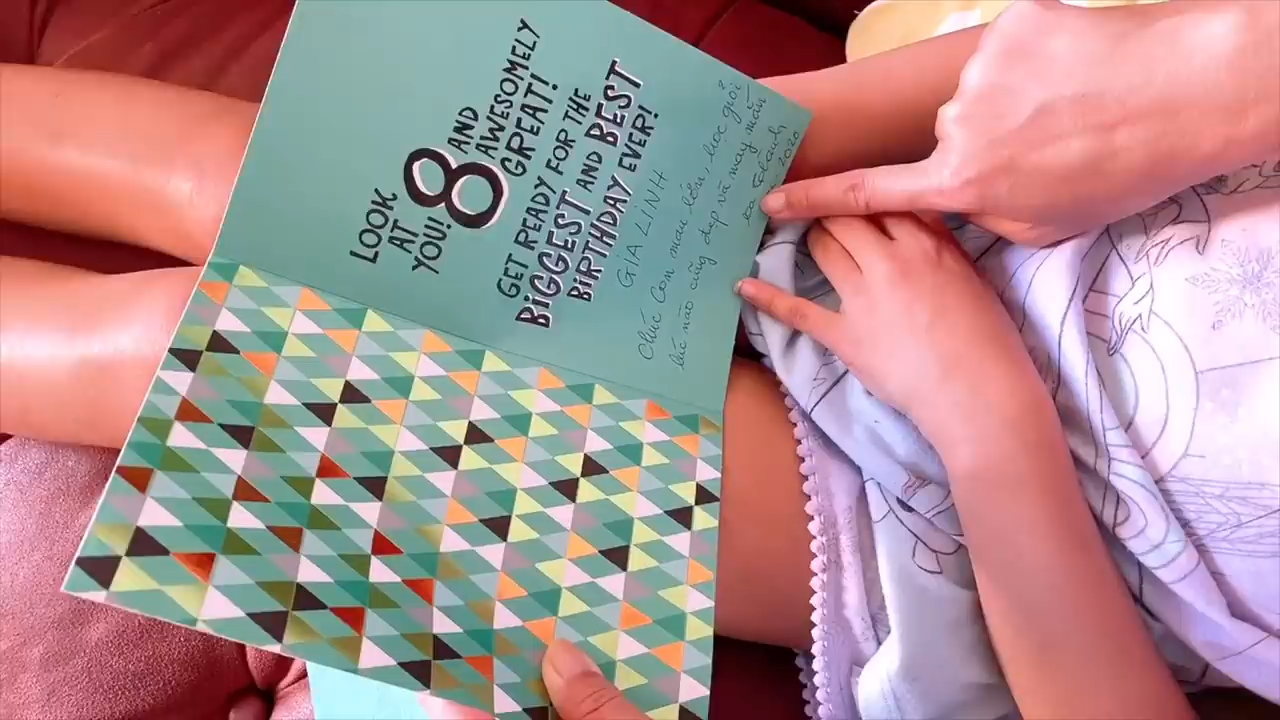 LOOK
AT
YOU!
8
AND
AWESOMELY
GREAT!
GET READY FOR THE
BIGGEST AND BEST
BIRTHDAY EVER!
GIA LINH
Chúc Con mau lớn, học giỏi
lúc nào cũng đẹp và may mắn
2020